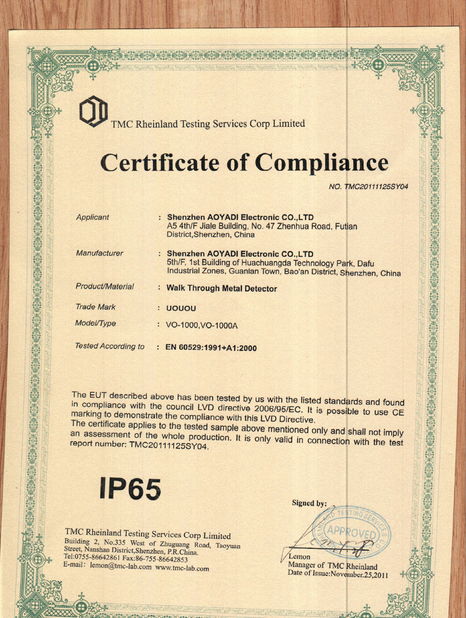 TMC Rheinland Testing Services Corp Limited
Certificate of Compliance
NO. TMC20111125SY04
Applicant : Shenzhen AOYADI Electronic CO.,LTD
A5 4th/F Jiale Building, No. 47 Zhenhua Road, Futian
District,Shenzhen, China
Manufacturer : Shenzhen AOYADI Electronic CO.,LTD
5th/F, 1st Building of Huachuangda Technology Park, Dafu
Industrial Zones, Guanlan Town, Bao'an District, Shenzhen, China
Product/Material : Walk Through Metal Detector
Trade Mark : UOUOU
Model/Type : VO-1000,VO-1000A
Tested According to : EN 60529:1991+A1:2000
The EUT described above has been tested by us with the listed standards and found
in compliance with the council LVD directive 2006/95/EC. It is possible to use CE
marking to demonstrate the compliance with this LVD Directive.
The certificate applies to the tested sample above mentioned only and shall not imply
an assessment of the whole production. It is only valid in connection with the test
report number: TMC20111125SY04.
IP65
Signed by:
TESTING SERVICES
APPROVED
TMC Rheinland Testing Services Corp Limited
Building 2, No.335 West of Zhuguang Road, Taoyuan
Street, Nanshan District,Shenzhen, P.R.China.
Tel:0755-86642861 Fax:86-755-86642853
E-mail: lemon@tmc-lab.com www.tmc-lab.com
Lemon
Manager of TMC Rheinland
Date of Issue:November.25,2011